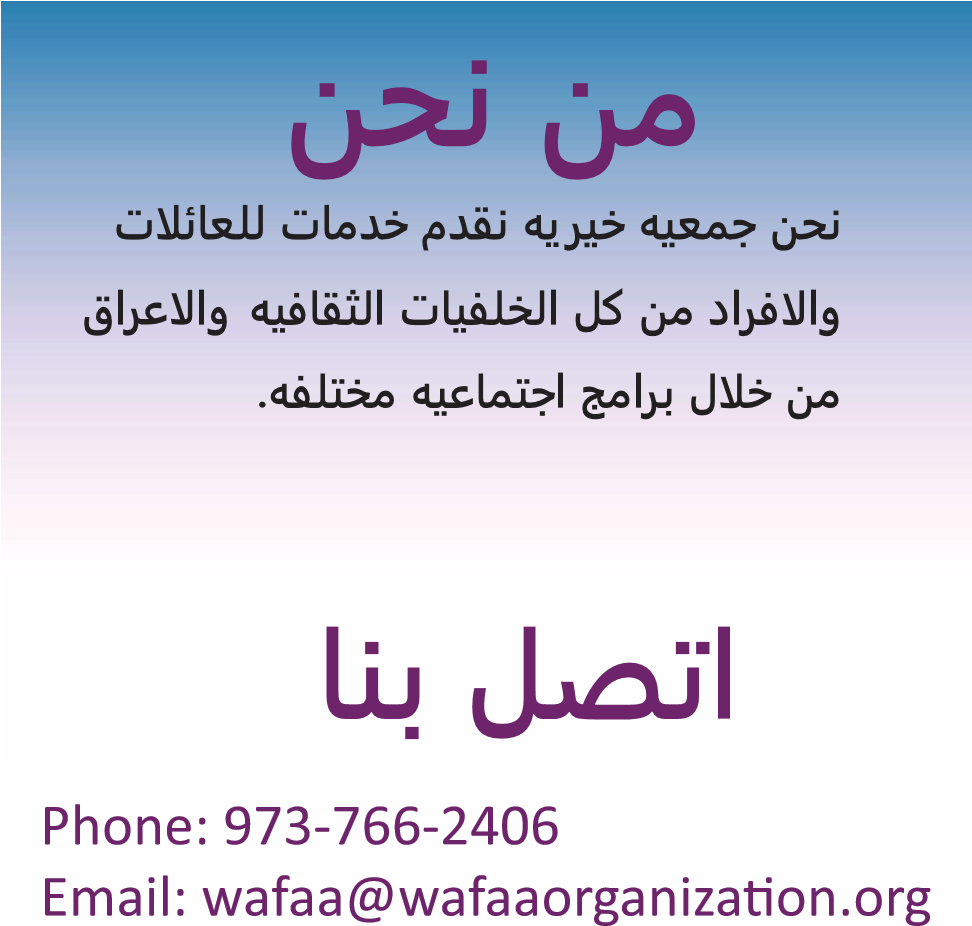 من نحن
نحن جمعيه خيريه نقدم خدمات للعائلات
والافراد من كل الخلفيات الثقافيه والاعراق
من خلال برامج اجتماعيه مختلفه.
اتصل بنا
Phone: 973-766-2406
Email: wafaa@wafaaorganization.org